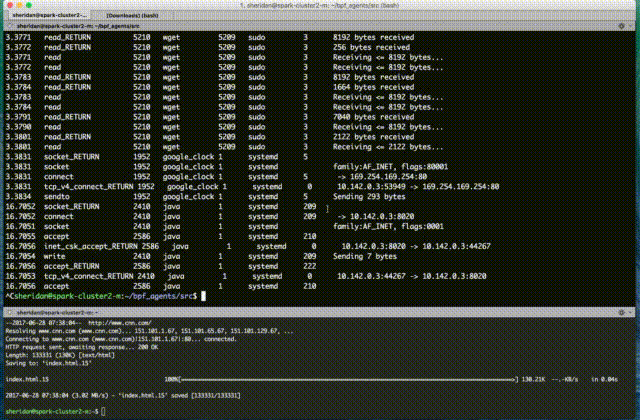 1. sheridan@spark-cluster2-m: ~/bpf_agents/src (bash)
sheridan@spark-cluster2-m:... [Downloads] (bash)
sheridan@spark-cluster2-m: ~/bpf_agents/src
3.3771 read_RETURN 5210 wget 5209 sudo 3 8192 bytes received
3.3772 read_RETURN 5210 wget 5209 sudo 3 256 bytes received
3.3771 read 5210 wget 5209 sudo 3 Receiving <= 8192 bytes...
3.3772 read 5210 wget 5209 sudo 3 Receiving <= 8192 bytes...
3.3783 read_RETURN 5210 wget 5209 sudo 3 8192 bytes received
3.3784 read_RETURN 5210 wget 5209 sudo 3 1664 bytes received
3.3783 read 5210 wget 5209 sudo 3 Receiving <= 8192 bytes...
3.3784 read 5210 wget 5209 sudo 3 Receiving <= 8192 bytes...
3.3791 read_RETURN 5210 wget 5209 sudo 3 7040 bytes received
3.3790 read 5210 wget 5209 sudo 3 Receiving <= 8192 bytes...
3.3801 read_RETURN 5210 wget 5209 sudo 3 2122 bytes received
3.3801 read 5210 wget 5209 sudo 3 Receiving <= 2122 bytes...
3.3831 socket_RETURN 1952 google_clock 1 systemd 5
3.3831 socket 1952 google_clock 1 systemd family:AF_INET, flags:80001
3.3831 connect 1952 google_clock 1 systemd 5 -> 169.254.169.254:80
3.3831 tcp_v4_connect_RETURN 1952 google_clock 1 systemd 0 10.142.0.3:53949 -> 169.254.169.254:80
3.3834 sendto 1952 google_clock 1 systemd 5 Sending 293 bytes
16.7052 socket_RETURN 2410 java 1 systemd 209
16.7052 connect 2410 java 1 systemd 209 -> 10.142.0.3:8020
16.7051 socket 2410 java 1 systemd family:AF_INET, flags:0001
16.7055 accept 2586 java 1 systemd 210
16.7056 inet_csk_accept_RETURN 2586 java 1 systemd 0 10.142.0.3:8020 -> 10.142.0.3:44267
16.7054 write 2410 java 1 systemd 209 Sending 7 bytes
16.7056 accept_RETURN 2586 java 1 systemd 222
16.7053 tcp_v4_connect_RETURN 2410 java 1 systemd 0 10.142.0.3:44267 -> 10.142.0.3:8020
16.7056 accept 2586 java 1 systemd 210
^Csheridan@spark-cluster2-m:~/bpf_agents/src$
sheridan@spark-cluster2-m: ~
--2017-06-28 07:38:04-- http://www.cnn.com/
Resolving www.cnn.com (www.cnn.com)... 151.101.1.67, 151.101.65.67, 151.101.129.67, ...
Connecting to www.cnn.com (www.cnn.com)|151.101.1.67|:80... connected.
HTTP request sent, awaiting response... 200 OK
Length: 133331 (130K) [text/html]
Saving to: 'index.html.15'
index.html.15 100%[=====================>] 130.21K --.-KB/s in 0.04s
2017-06-28 07:38:04 (3.02 MB/s) - 'index.html.15' saved [133331/133331]
sheridan@spark-cluster2-m:~$